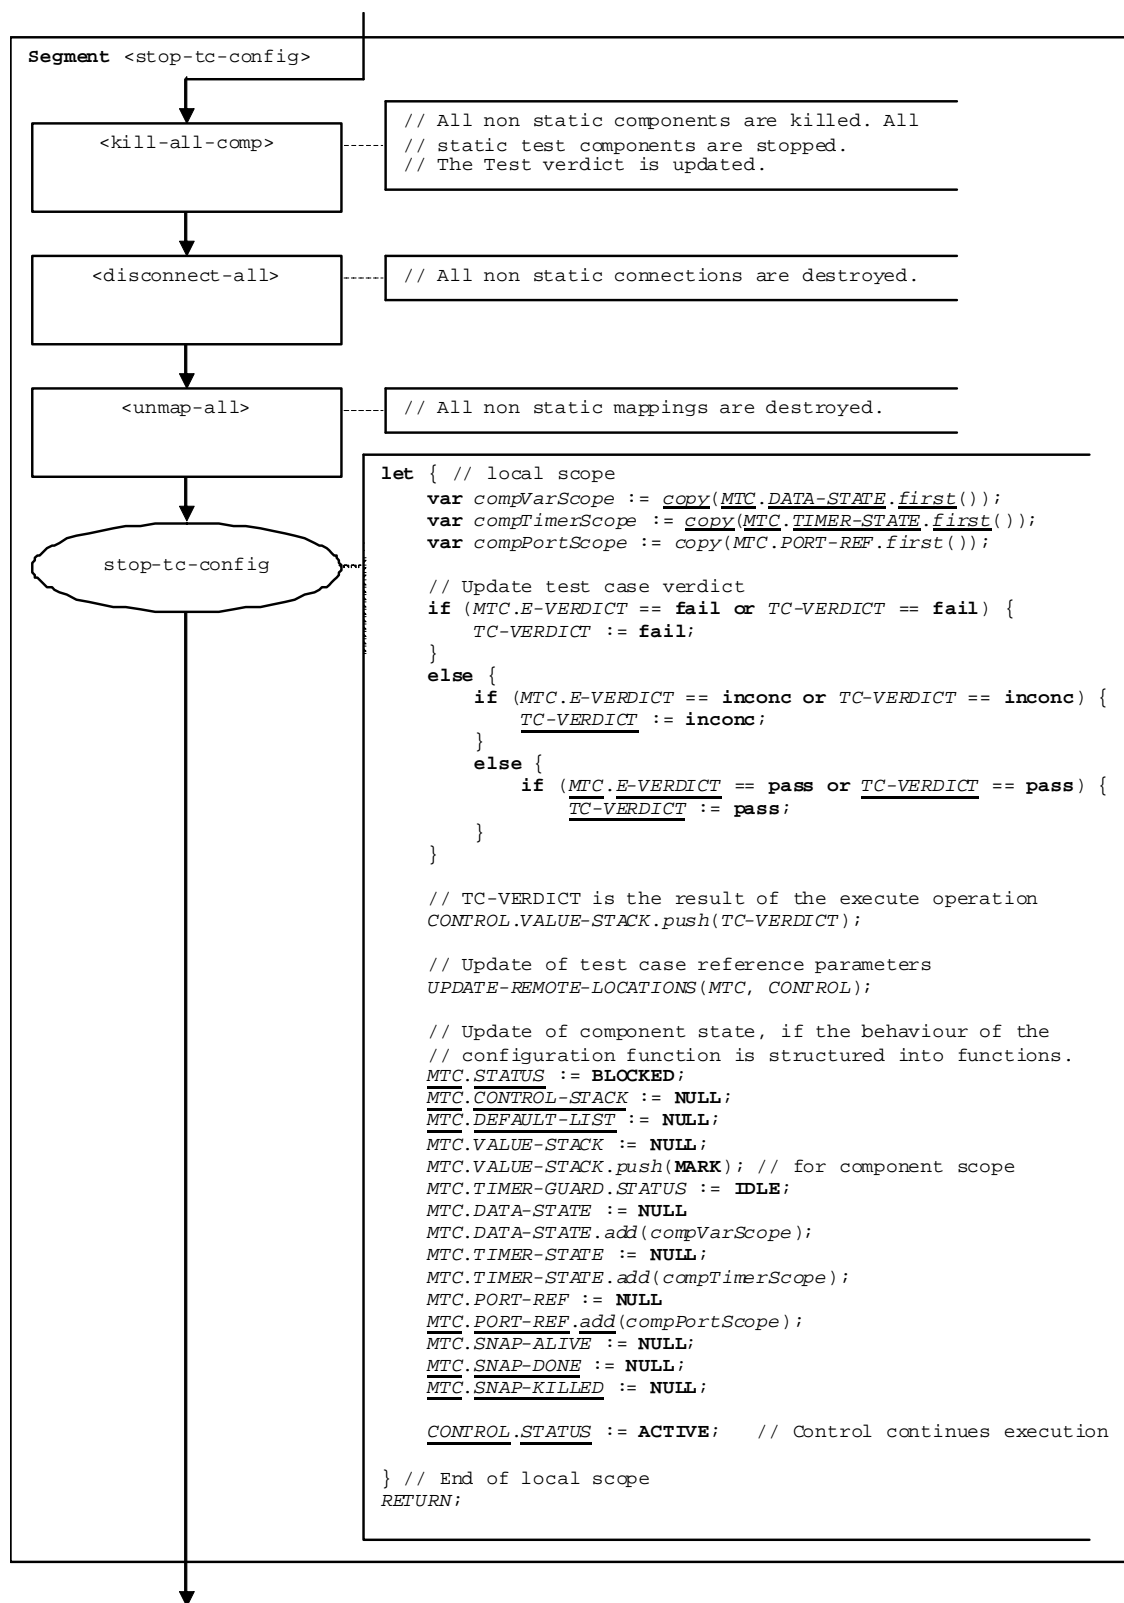 Segment <stop-tc-config>
<kill-all-comp>
// All non static components are killed. All
// static test components are stopped.
// The Test verdict is updated.
<disconnect-all>
// All non static connections are destroyed.
<unmap-all>
// All non static mappings are destroyed.
stop-tc-config
let { // local scope
var compVarScope := copy(MTC.DATA-STATE.first());
var compTimerScope := copy(MTC.TIMER-STATE.first());
var compPortScope := copy(MTC.PORT-REF.first());
// Update test case verdict
if (MTC.E-VERDICT == fail or TC-VERDICT == fail) {
TC-VERDICT := fail;
}
else {
if (MTC.E-VERDICT == inconc or TC-VERDICT == inconc) {
TC-VERDICT := inconc;
}
else {
if (MTC.E-VERDICT == pass or TC-VERDICT == pass) {
TC-VERDICT := pass;
}
}
// TC-VERDICT is the result of the execute operation
CONTROL.VALUE-STACK.push(TC-VERDICT);
// Update of test case reference parameters
UPDATE-REMOTE-LOCATIONS(MTC, CONTROL);
// Update of component state, if the behaviour of the
// configuration function is structured into functions.
MTC.STATUS := BLOCKED;
MTC.CONTROL-STACK := NULL;
MTC.DEFAULT-LIST := NULL;
MTC.VALUE-STACK := NULL;
MTC.VALUE-STACK.push(MARK); // for component scope
MTC.TIMER-GUARD.STATUS := IDLE;
MTC.DATA-STATE := NULL
MTC.DATA-STATE.add(compVarScope);
MTC.TIMER-STATE := NULL;
MTC.TIMER-STATE.add(compTimerScope);
MTC.PORT-REF := NULL
MTC.PORT-REF.add(compPortScope);
MTC.SNAP-ALIVE := NULL;
MTC.SNAP-DONE := NULL;
MTC.SNAP-KILLED := NULL;
CONTROL.STATUS := ACTIVE; // Control continues execution
} // End of local scope
RETURN;